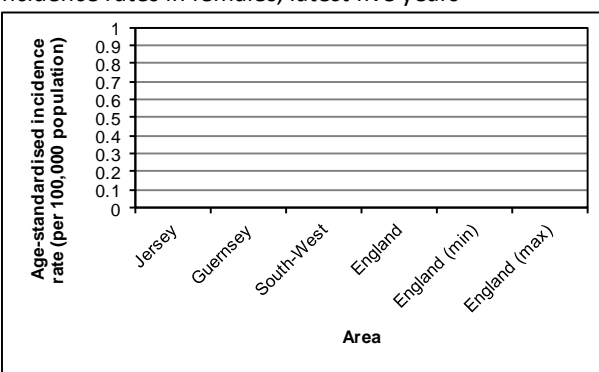 ncidence rates in females, latest five years
Age-standardised incidence
rate (per 100,000 population)
1
0.9
0.8
0.7
0.6
0.5
0.4
0.3
0.2
0.1
0
Jersey
Guernsey
South-West
England
England (min)
England (max)
Area